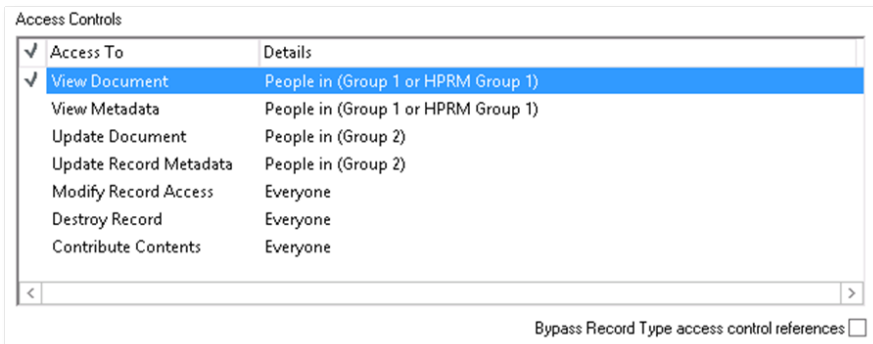 Access Controls
Access To Details
View Document People in (Group 1 or HPRM Group 1)
View Metadata People in (Group 1 or HPRM Group 1)
Update Document People in (Group 2)
Update Record Metadata People in (Group 2)
Modify Record Access Everyone
Destroy Record Everyone
Contribute Contents Everyone
Bypass Record Type access control references